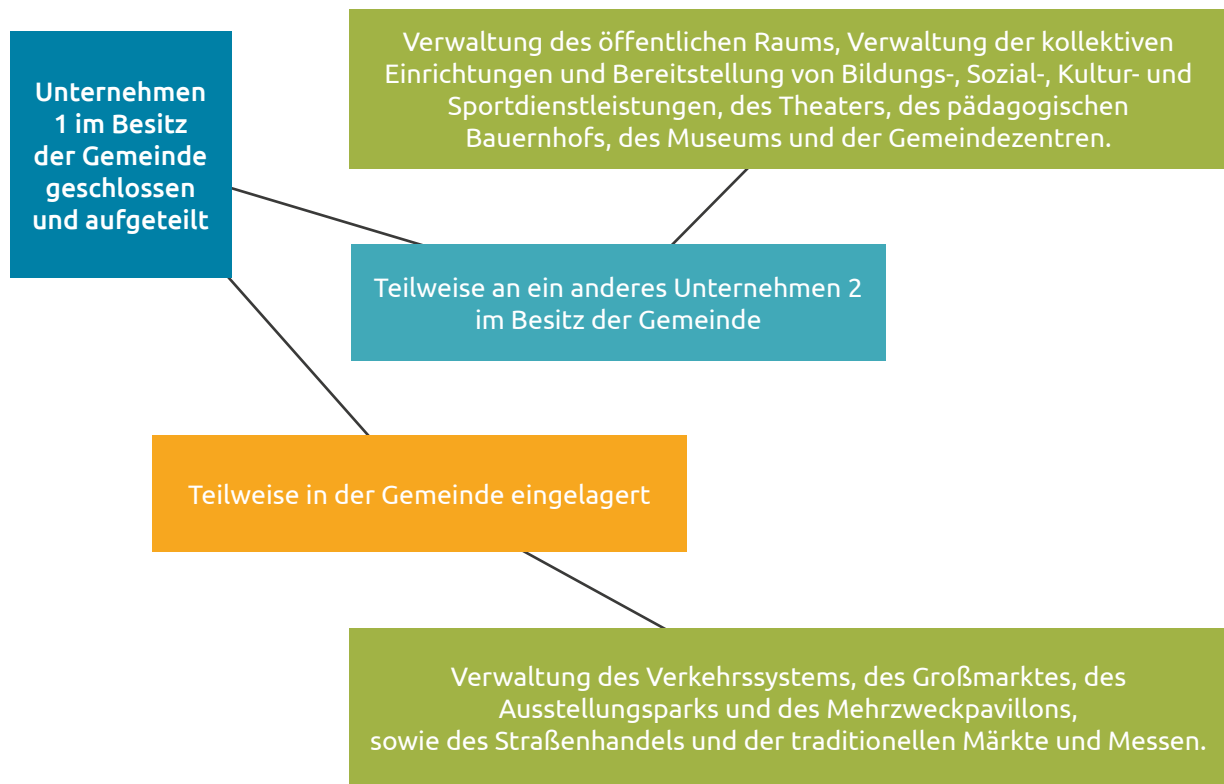 Unternehmen
1 im Besitz
der Gemeinde
geschlossen
und aufgeteilt
Verwaltung des öffentlichen Raums, Verwaltung der kollektiven
Einrichtungen und Bereitstellung von Bildungs-, Sozial-, Kultur- und
Sportdienstleistungen, des Theaters, des pädagogischen
Bauernhofs, des Museums und der Gemeindezentren.
Teilweise an ein anderes Unternehmen 2
im Besitz der Gemeinde
Teilweise in der Gemeinde eingelagert
Verwaltung des Verkehrssystems, des Großmarktes, des
Ausstellungsparks und des Mehrzweckpavillons,
sowie des Straßenhandels und der traditionellen Märkte und Messen.